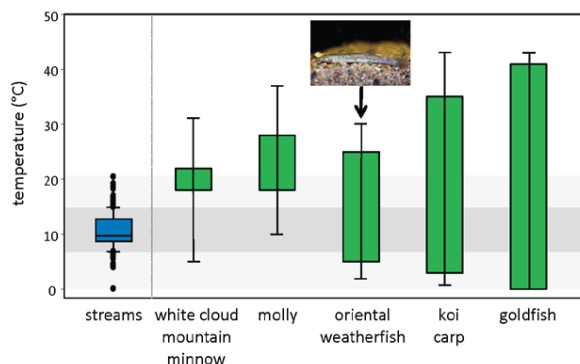 50
40
30
20
10
0
temperature (°C)
streams
white cloud
mountain
minnow
molly
oriental
weatherfish
koi
carp
goldfish